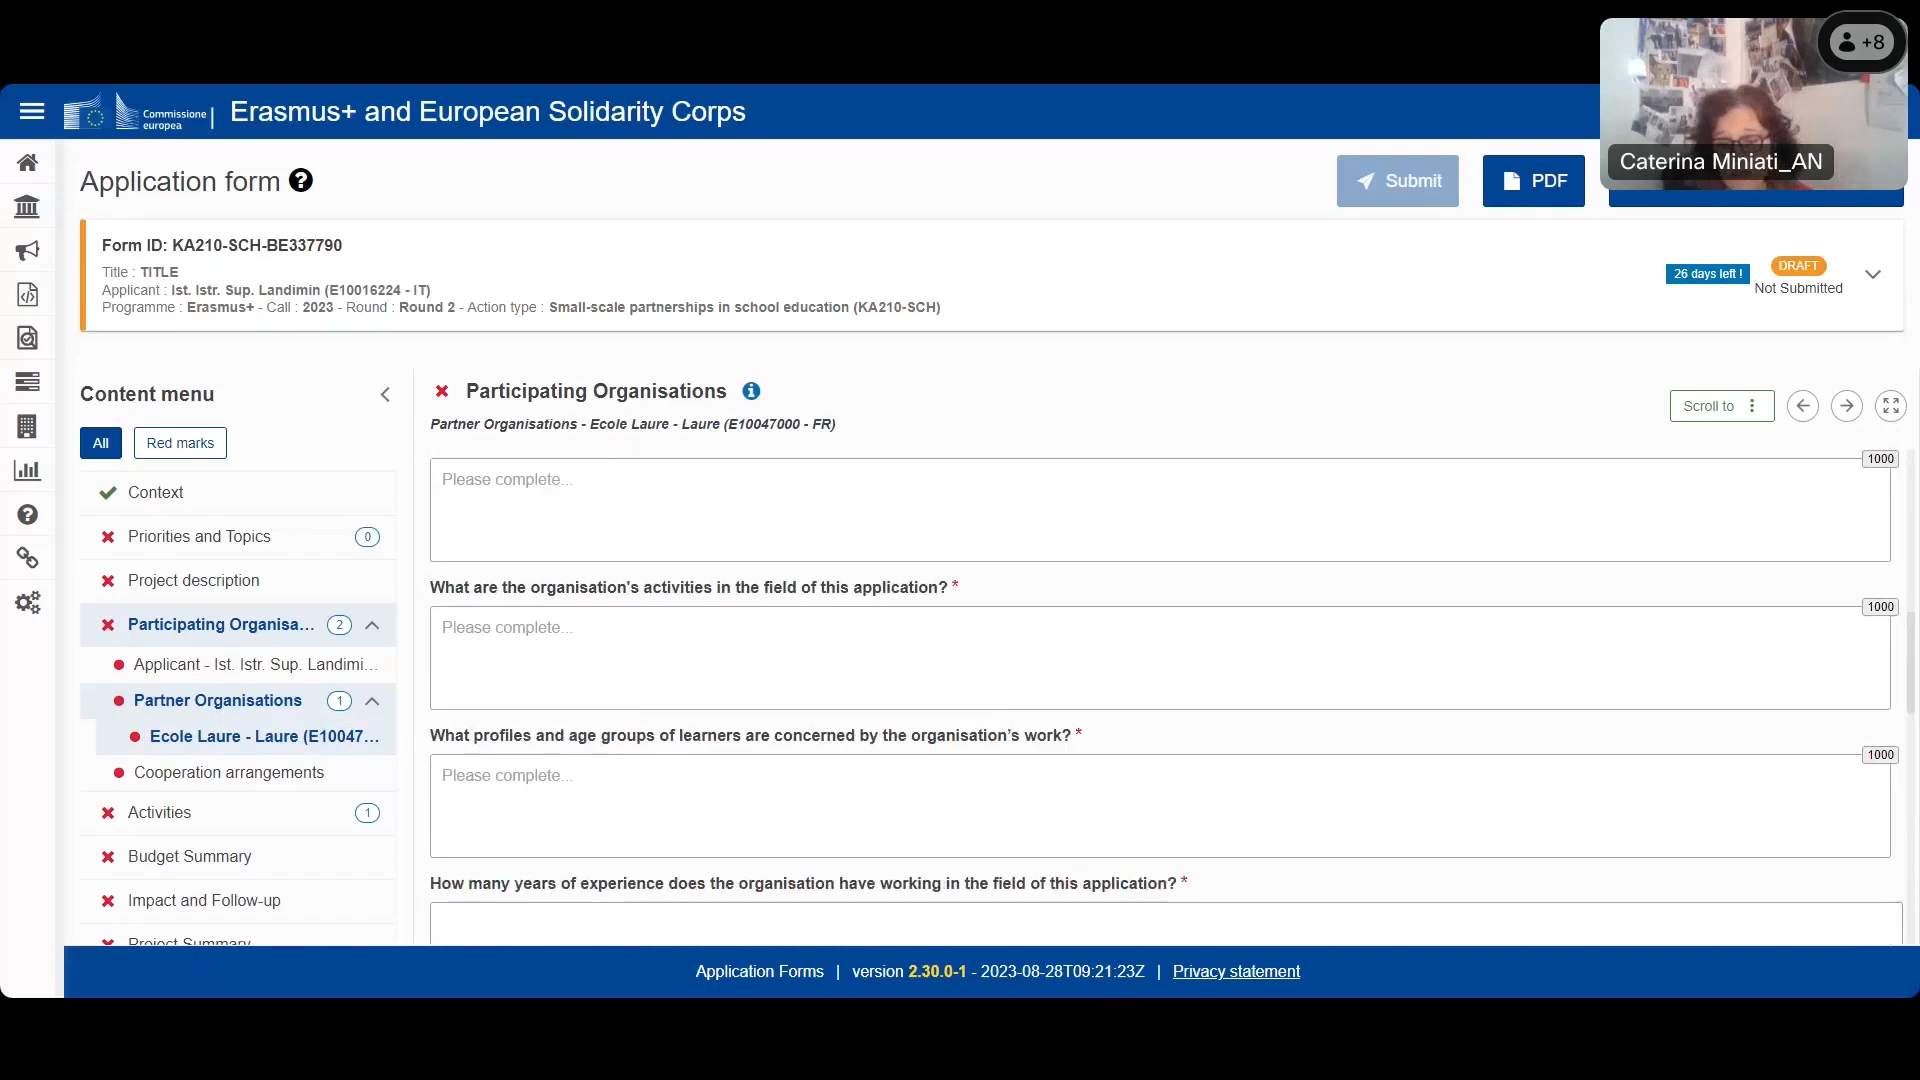 +8
Commissione
europea
Erasmus+ and European Solidarity Corps
Caterina Miniati_AN
Application form
Submit
PDF
Form ID: KA210-SCH-BE337790
Title : TITLE
Applicant : Ist. Istr. Sup. Landimin (E10016224 - IT)
Programme : Erasmus+ - Call : 2023 - Round : Round 2 - Action type : Small-scale partnerships in school education (KA210-SCH)
26 days left !
DRAFT
Not Submitted
Content menu
All
Red marks
Context
Priorities and Topics 0
Project description
Participating Organisa... 2
Applicant - Ist. Istr. Sup. Landimi...
Partner Organisations 1
Ecole Laure - Laure (E10047...
Cooperation arrangements
Activities 1
Budget Summary
Impact and Follow-up
Project Summary
Participating Organisations
Partner Organisations - Ecole Laure - Laure (E10047000 - FR)
Scroll to
1000
Please complete...
What are the organisation's activities in the field of this application? *
1000
Please complete...
What profiles and age groups of learners are concerned by the organisation’s work? *
1000
Please complete...
How many years of experience does the organisation have working in the field of this application? *
Application Forms | version 2.30.0-1 - 2023-08-28T09:21:23Z | Privacy statement